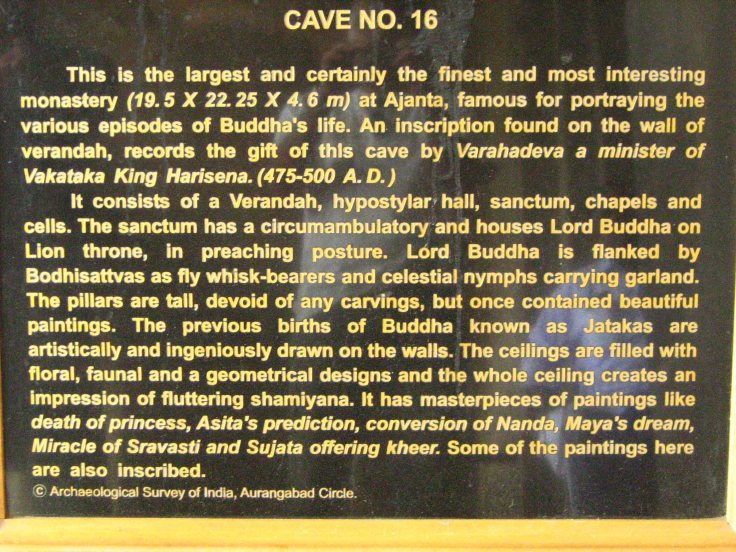 CAVE NO. 16
This is the largest and certainly the finest and most interesting
monastery (19.5 X 22.25 X 4.6 m) at Ajanta, famous for portraying the
various episodes of Buddha's life. An inscription found on the wall of
verandah, records the gift of this cave by Varahadeva a minister of
Vakataka King Harisena. (475-500 A.D.)
It consists of a Verandah, hypostylar hall, sanctum, chapels and
cells. The sanctum has a circumambulatory and houses Lord Buddha on
Lion throne, in preaching posture. Lord Buddha is flanked by
Bodhisattvas as fly whisk-bearers and celestial nymphs carrying garland.
The pillars are tall, devoid of any carvings, but once contained beautiful
paintings. The previous births of Buddha known as Jatakas are
artistically and ingeniously drawn on the walls. The ceilings are filled with
floral, faunal and a geometrical designs and the whole ceiling creates an
impression of fluttering shamiyana. It has masterpieces of paintings like
death of princess, Asita's prediction, conversion of Nanda, Maya's dream,
Miracle of Sravasti and Sujata offering kheer. Some of the paintings here
are also inscribed.
© Archaeological Survey of India, Aurangabad Circle.